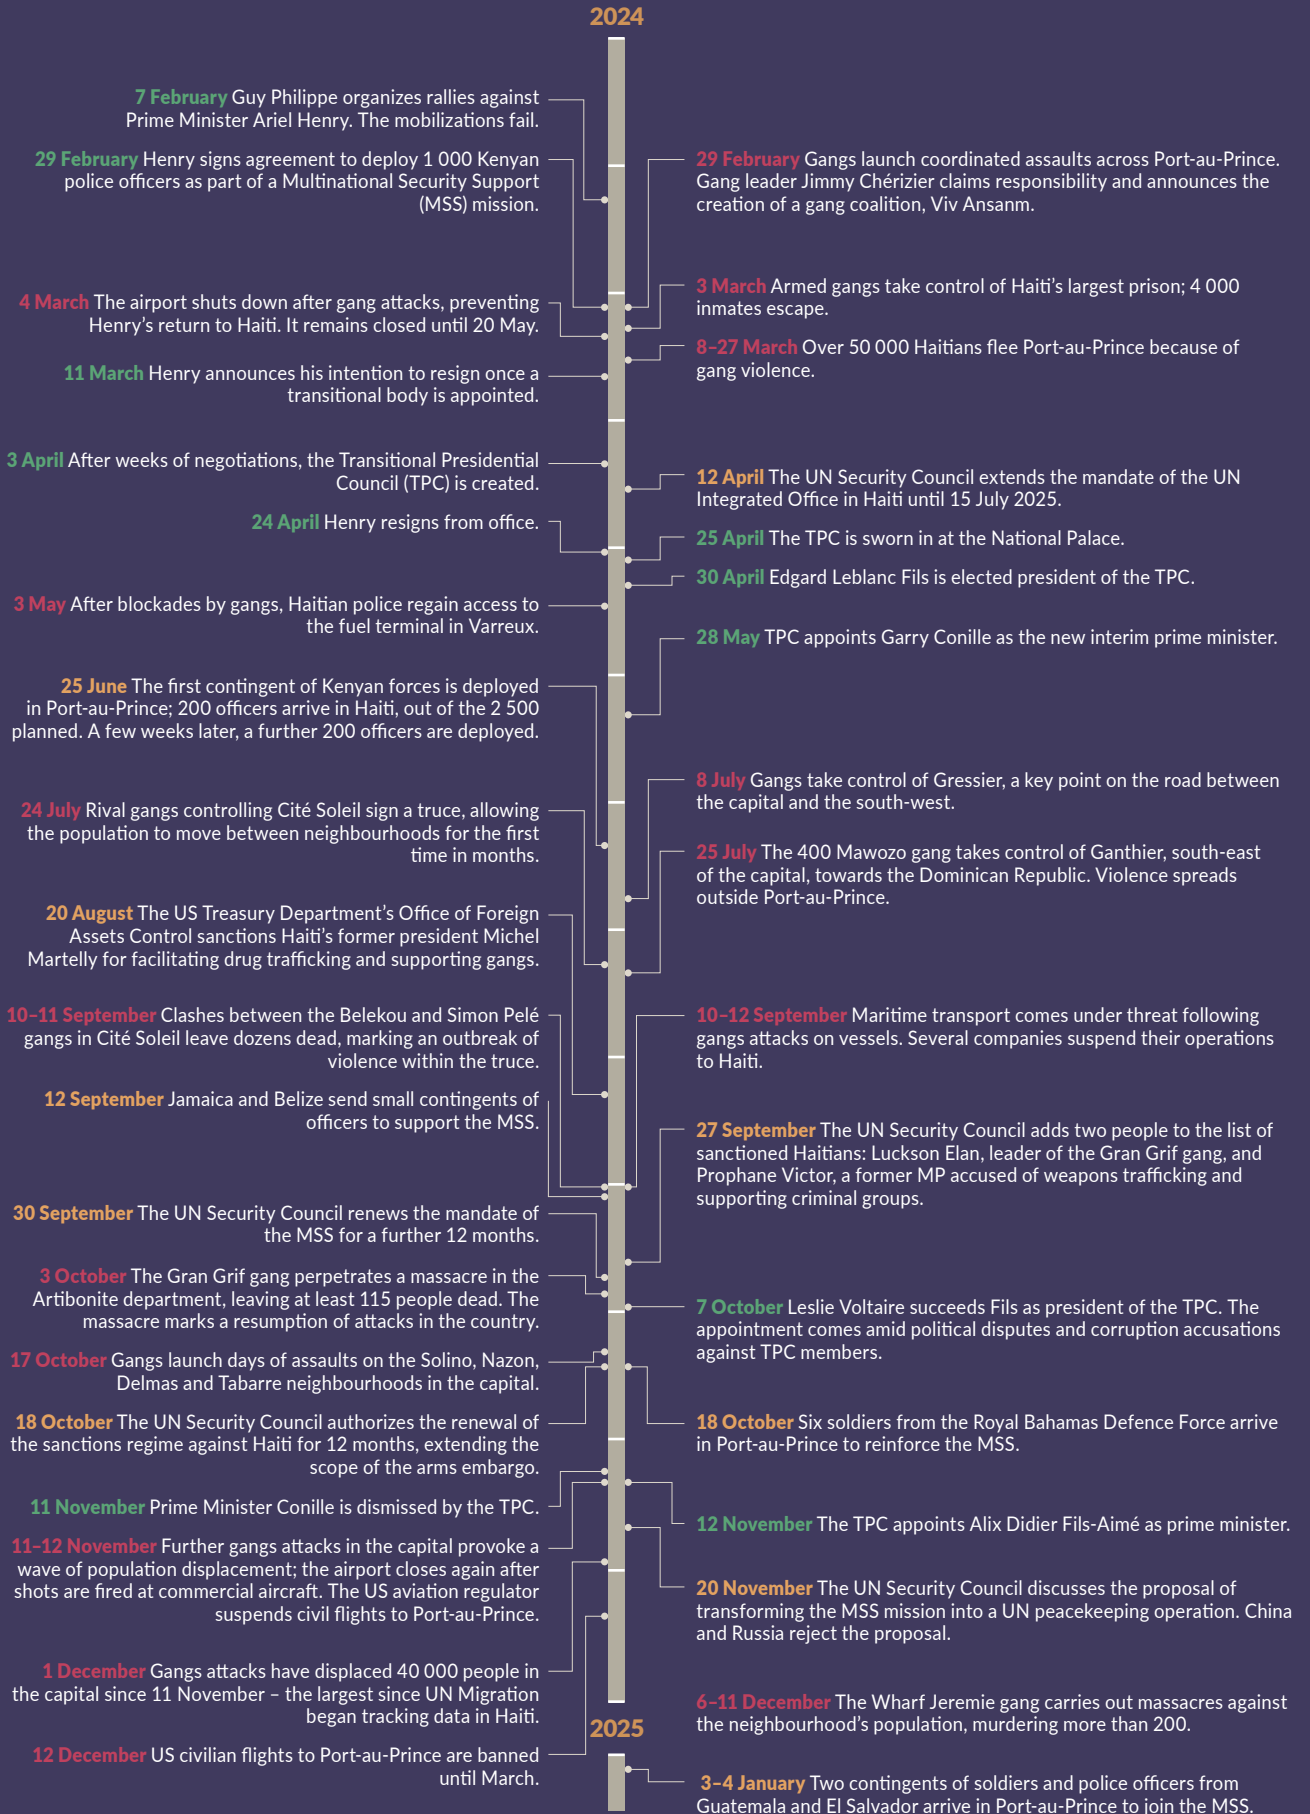 2024
7 February Guy Philippe organizes rallies against
Prime Minister Ariel Henry. The mobilizations fail.
29 February Henry signs agreement to deploy 1 000 Kenyan
police officers as part of a Multinational Security Support
(MSS) mission.
29 February Gangs launch coordinated assaults across Port-au-Prince.
Gang leader Jimmy Chérizier claims responsibility and announces the
creation of a gang coalition, Viv Ansanm.
4 March The airport shuts down after gang attacks, preventing
Henry's return to Haiti. It remains closed until 20 May.
3 March Armed gangs take control of Haiti's largest prison; 4 000
inmates escape.
8–27 March Over 50 000 Haitians flee Port-au-Prince because of
gang violence.
11 March Henry announces his intention to resign once a
transitional body is appointed.
3 April After weeks of negotiations, the Transitional Presidential
Council (TPC) is created.
12 April The UN Security Council extends the mandate of the UN
Integrated Office in Haiti until 15 July 2025.
24 April Henry resigns from office.
25 April The TPC is sworn in at the National Palace.
30 April Edgard Leblanc Fils is elected president of the TPC.
3 May After blockades by gangs, Haitian police regain access to
the fuel terminal in Varreux.
28 May TPC appoints Garry Conille as the new interim prime minister.
25 June The first contingent of Kenyan forces is deployed
in Port-au-Prince; 200 officers arrive in Haiti, out of the 2 500
planned. A few weeks later, a further 200 officers are deployed.
8 July Gangs take control of Gressier, a key point on the road between
the capital and the south-west.
24 July Rival gangs controlling Cité Soleil sign a truce, allowing
the population to move between neighbourhoods for the first
time in months.
25 July The 400 Mawozo gang takes control of Ganthier, south-east
of the capital, towards the Dominican Republic. Violence spreads
outside Port-au-Prince.
20 August The US Treasury Department's Office of Foreign
Assets Control sanctions Haiti's former president Michel
Martelly for facilitating drug trafficking and supporting gangs.
10–11 September Clashes between the Belekou and Simon Pelé
gangs in Cité Soleil leave dozens dead, marking an outbreak of
violence within the truce.
10–12 September Maritime transport comes under threat following
gangs attacks on vessels. Several companies suspend their operations
to Haiti.
12 September Jamaica and Belize send small contingents of
officers to support the MSS.
27 September The UN Security Council adds two people to the list of
sanctioned Haitians: Luckson Elan, leader of the Gran Grif gang, and
Prophane Victor, a former MP accused of weapons trafficking and
supporting criminal groups.
30 September The UN Security Council renews the mandate of
the MSS for a further 12 months.
3 October The Gran Grif gang perpetrates a massacre in the
Artibonite department, leaving at least 115 people dead. The
massacre marks a resumption of attacks in the country.
7 October Leslie Voltaire succeeds Fils as president of the TPC. The
appointment comes amid political disputes and corruption accusations
against TPC members.
17 October Gangs launch days of assaults on the Solino, Nazon,
Delmas and Tabarre neighbourhoods in the capital.
18 October The UN Security Council authorizes the renewal of
the sanctions regime against Haiti for 12 months, extending the
scope of the arms embargo.
18 October Six soldiers from the Royal Bahamas Defence Force arrive
in Port-au-Prince to reinforce the MSS.
11 November Prime Minister Conille is dismissed by the TPC.
12 November The TPC appoints Alix Didier Fils-Aimé as prime minister.
11–12 November Further gangs attacks in the capital provoke a
wave of population displacement; the airport closes again after
shots are fired at commercial aircraft. The US aviation regulator
suspends civil flights to Port-au-Prince.
20 November The UN Security Council discusses the proposal of
transforming the MSS mission into a UN peacekeeping operation. China
and Russia reject the proposal.
1 December Gangs attacks have displaced 40 000 people in
the capital since 11 November – the largest since UN Migration
began tracking data in Haiti.
6–11 December The Wharf Jeremie gang carries out massacres against
the neighbourhood's population, murdering more than 200.
2025
12 December US civilian flights to Port-au-Prince are banned
until March.
3–4 January Two contingents of soldiers and police officers from
Guatemala and El Salvador arrive in Port-au-Prince to join the MSS.